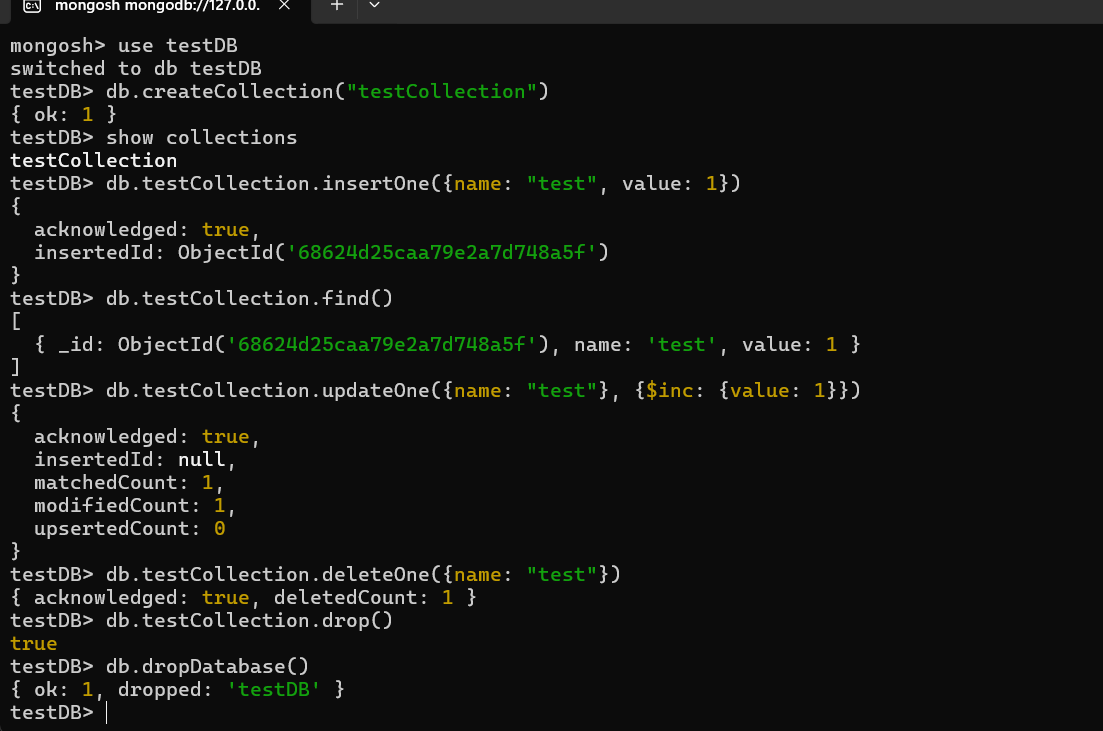 mongosh mongodb://127.0.0.
mongosh> use testDB
switched to db testDB
testDB> db.createCollection("testCollection")
{ ok: 1 }
testDB> show collections
testCollection
testDB> db.testCollection.insertOne({name: "test", value: 1})
{
  acknowledged: true,
  insertedId: ObjectId('68624d25caa79e2a7d748a5f')
}
testDB> db.testCollection.find()
[
  { _id: ObjectId('68624d25caa79e2a7d748a5f'), name: 'test', value: 1 }
]
testDB> db.testCollection.updateOne({name: "test"}, {$inc: {value: 1}})
{
  acknowledged: true,
  insertedId: null,
  matchedCount: 1,
  modifiedCount: 1,
  upsertedCount: 0
}
testDB> db.testCollection.deleteOne({name: "test"})
{ acknowledged: true, deletedCount: 1 }
testDB> db.testCollection.drop()
true
testDB> db.dropDatabase()
{ ok: 1, dropped: 'testDB' }
testDB>